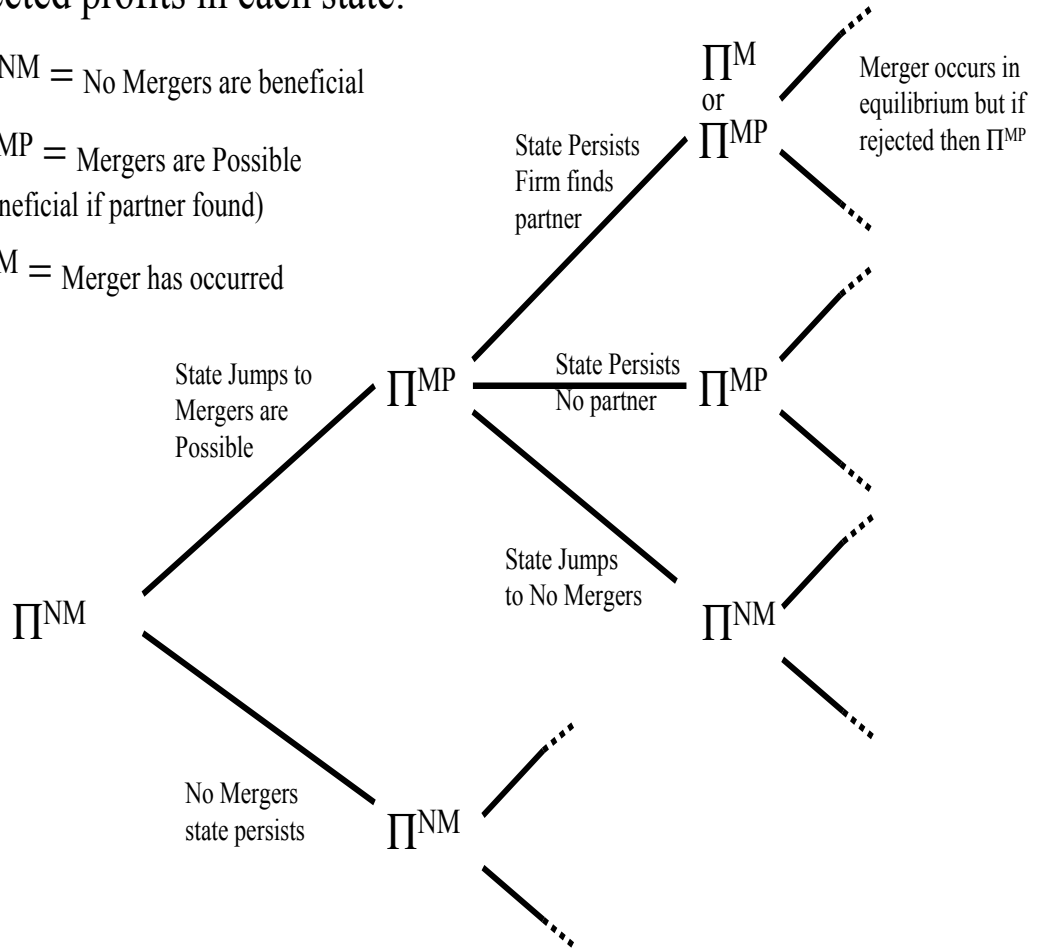 profits in each state.
NM = No Mergers are beneficial
MP = Mergers are Possible
if partner found)
M = Merger has occurred
∏M
or
∏MP
Merger occurs in
equilibrium but if
rejected then ∏MP
State Persists
Firm finds
partner
State Jumps to
Mergers are
Possible
∏MP
State Persists
No partner
∏MP
State Jumps
to No Mergers
∏NM
∏NM
No Mergers
state persists
∏NM